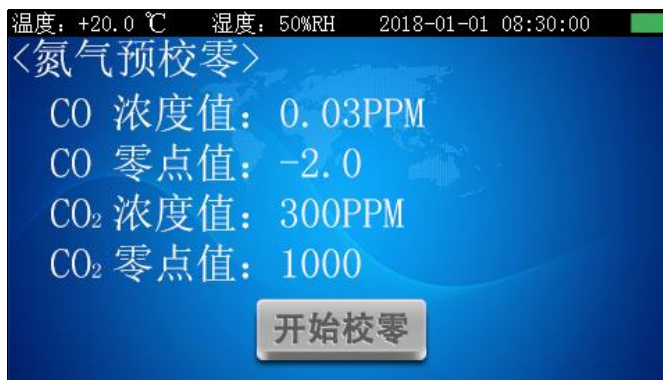 温度：+20.0 ℃ 湿度：50%RH 2018-01-01 08:30:00
<氮气预校零>
CO 浓度值：0.03PPM
CO 零点值：-2.0
CO₂ 浓度值：300PPM
CO₂ 零点值：1000
开始校零